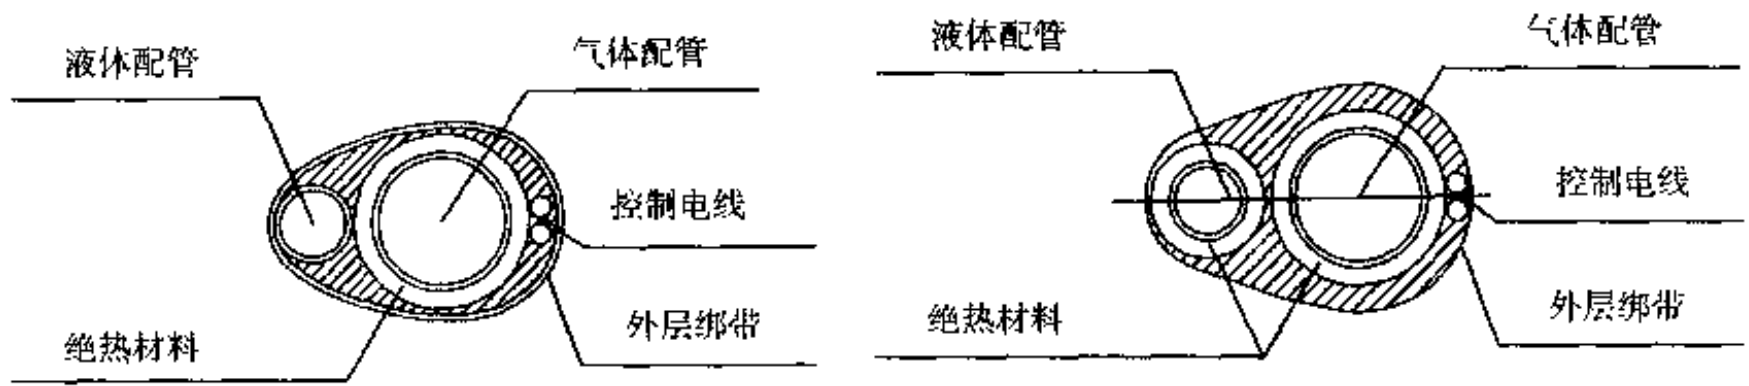 液体配管
气体配管
控制电线
外层绑带
绝热材料
液体配管
气体配管
控制电线
外层绑带
绝热材料